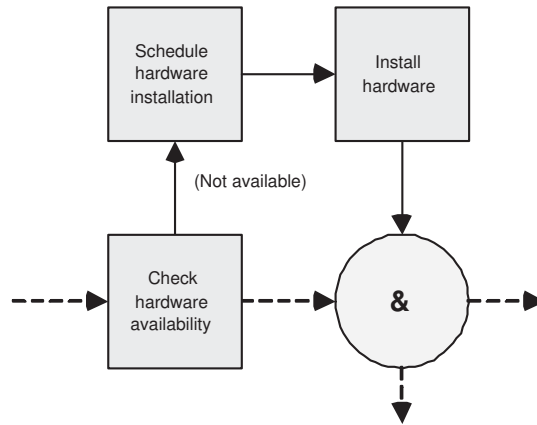 Schedule
hardware
installation
Install
hardware
(Not available)
Check
hardware
availability
&